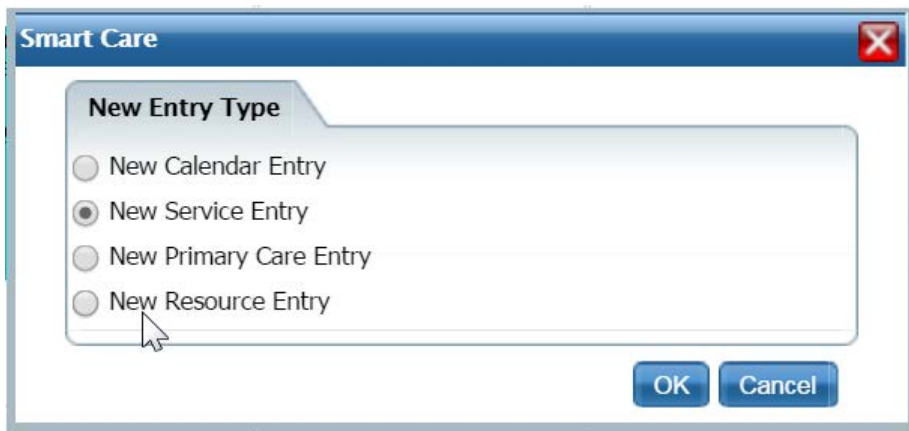 Smart Care
New Entry Type
New Calendar Entry
New Service Entry
New Primary Care Entry
New Resource Entry
OK Cancel